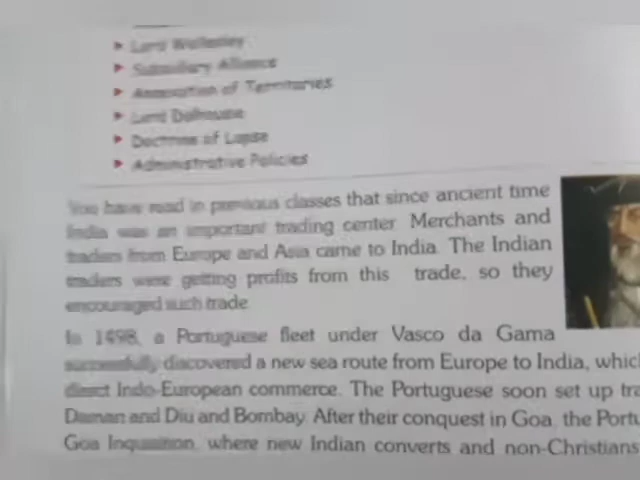 Lord Wellesley
Subsidiary Alliance
Annexation of Territories
Lord Dalhousie
Doctrine of Lapse
Administrative Policies
You have read in previous classes that since ancient time
India was an important trading center. Merchants and
traders from Europe and Asia came to India. The Indian
traders were getting profits from this trade, so they
encouraged such trade.
In 1498, a Portuguese fleet under Vasco da Gama
successfully discovered a new sea route from Europe to India, which
direct Indo-European commerce. The Portuguese soon set up
Daman and Diu and Bombay. After their conquest in Goa, the
Goa Inquisition, where new Indian converts and non-Christians